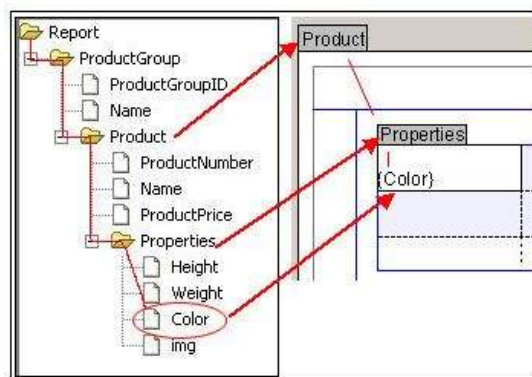 Report
ProductGroup
ProductGroupID
Name
Product
ProductNumber
Name
ProductPrice
Properties
Height
Weight
Color
img
Product
Properties
{Color}